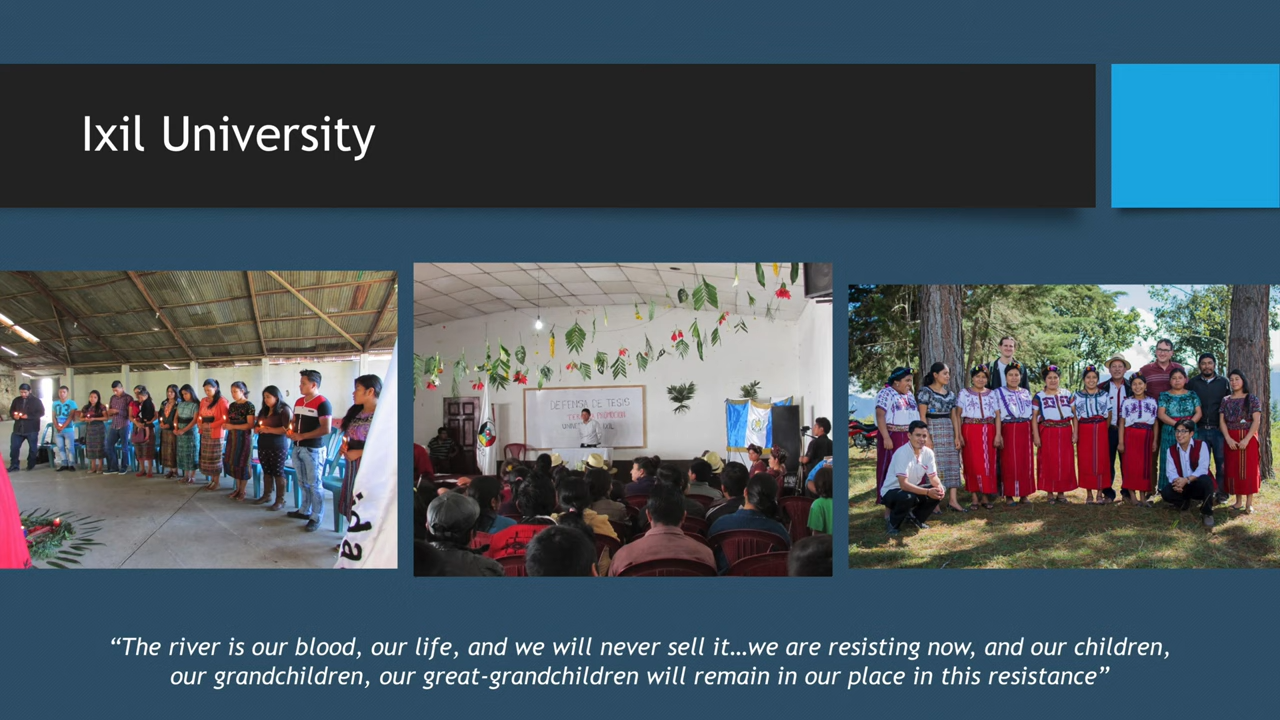 Ixil University
DEFENSA DE TESIS
“The river is our blood, our life, and we will never sell it…we are resisting now, and our children,
our grandchildren, our great-grandchildren will remain in our place in this resistance”